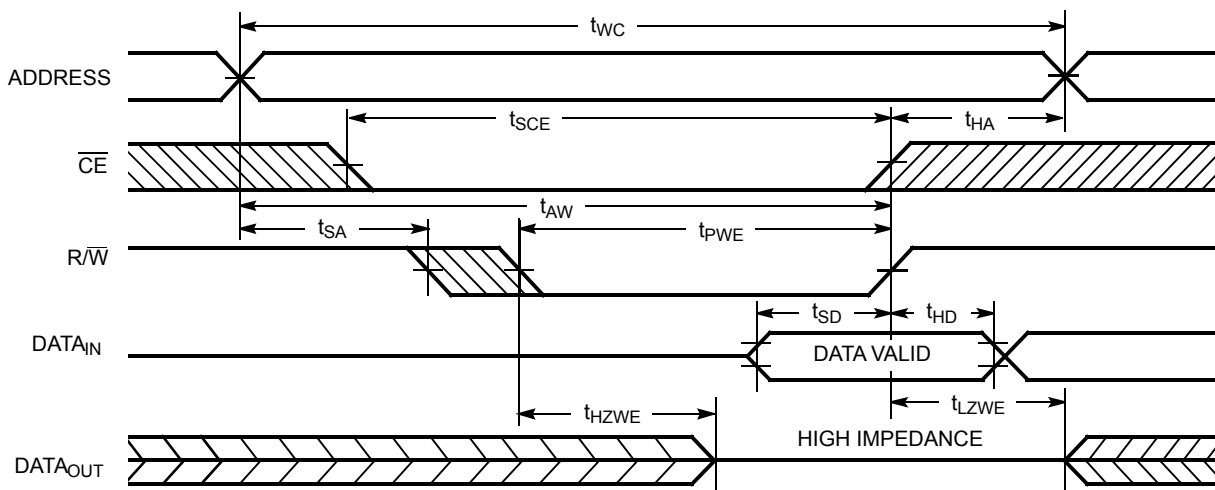 tWC
ADDRESS
tSCE
tHA
CE
tAW
tSA
tPWE
R/W
tSD
tHD
DATAIN
DATA VALID
tHZWE
tLZWE
HIGH IMPEDANCE
DATAOUT